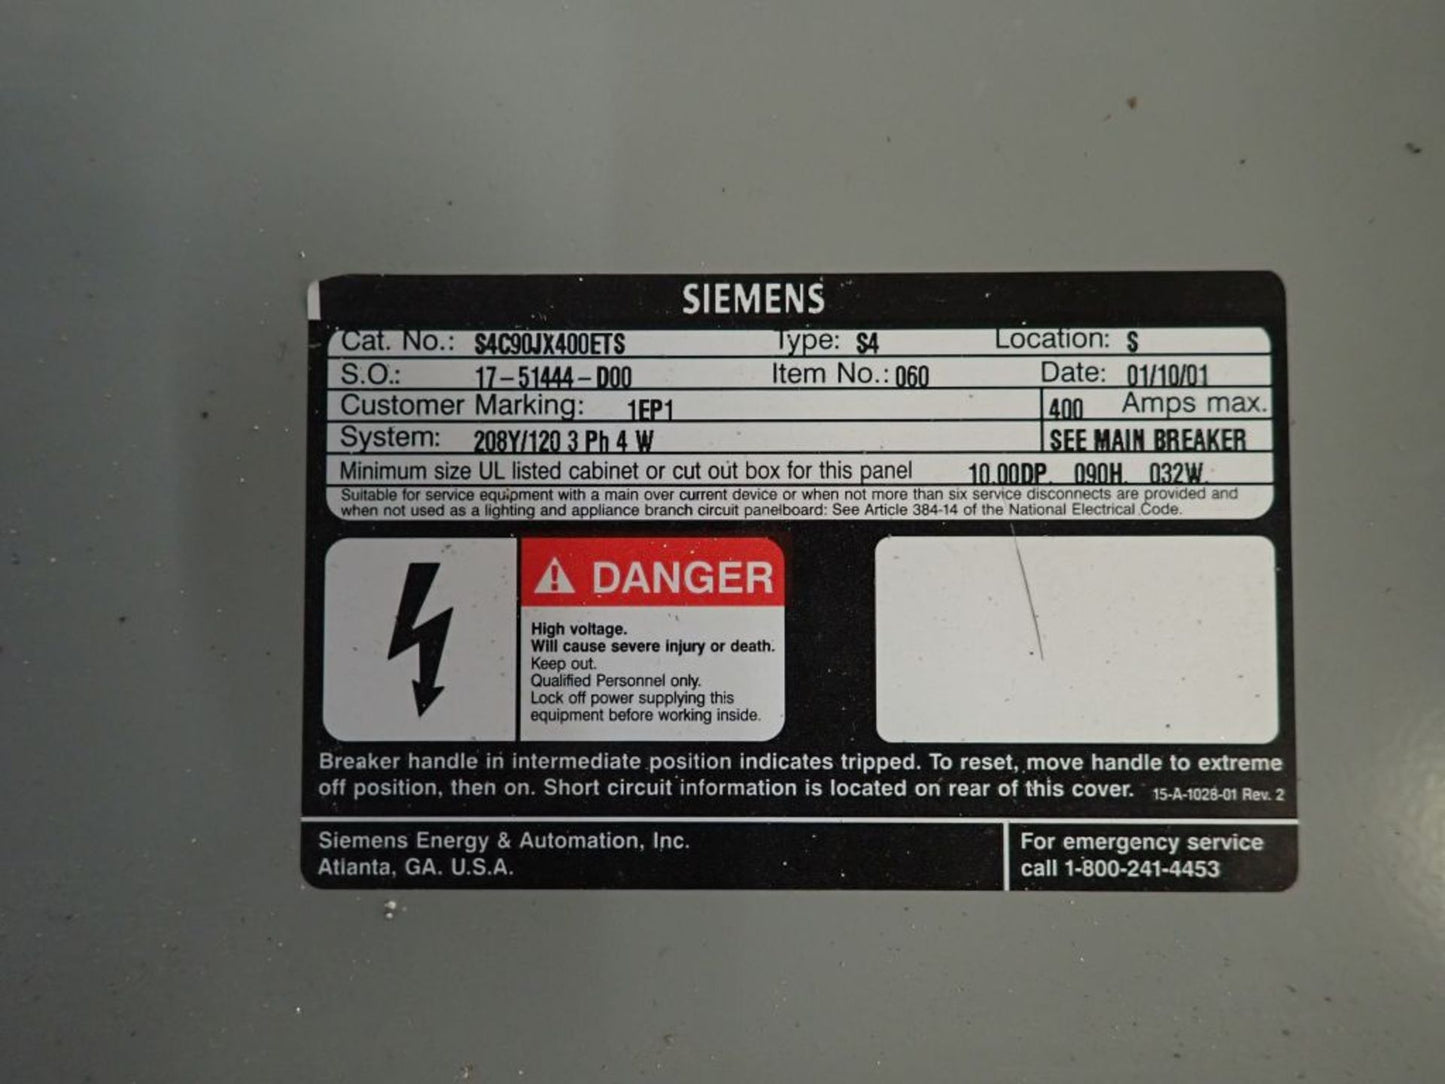 SIEMENS
Cat. No.: S4C90JX400ETS Type: S4 Location: S
S.O.: 17-51444-D00 Item No.: 060 Date: 01/10/01
Customer Marking: 1EP1 400 Amps max.
System: 208Y/120 3 Ph 4 W SEE MAIN BREAKER
Minimum size UL listed cabinet or cut out box for this panel 10.00DP. 090H. 032W.
Suitable for service equipment with a main over current device or when not more than six service disconnects are provided and
when not used as a lighting and appliance branch circuit panelboard: See Article 384-14 of the National Electrical Code.
DANGER
High voltage.
Will cause severe injury or death.
Keep out.
Qualified Personnel only.
Lock off power supplying this
equipment before working inside.
Breaker handle in intermediate position indicates tripped. To reset, move handle to extreme
off position, then on. Short circuit information is located on rear of this cover. 15-A-1028-01 Rev. 2
Siemens Energy & Automation, Inc.
Atlanta, GA. U.S.A.
For emergency service
call 1-800-241-4453